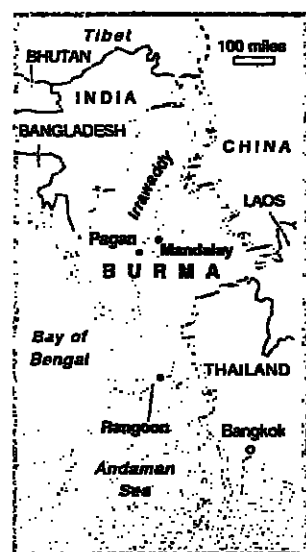 Tibet
100 miles
BHUTAN
INDIA
BANGLADESH
CHINA
Irrawaddy
LAOS
Pagan
Mandalay
BURMA
Bay of
Bengal
THAILAND
Rangoon
Bangkok
Andaman
Sea